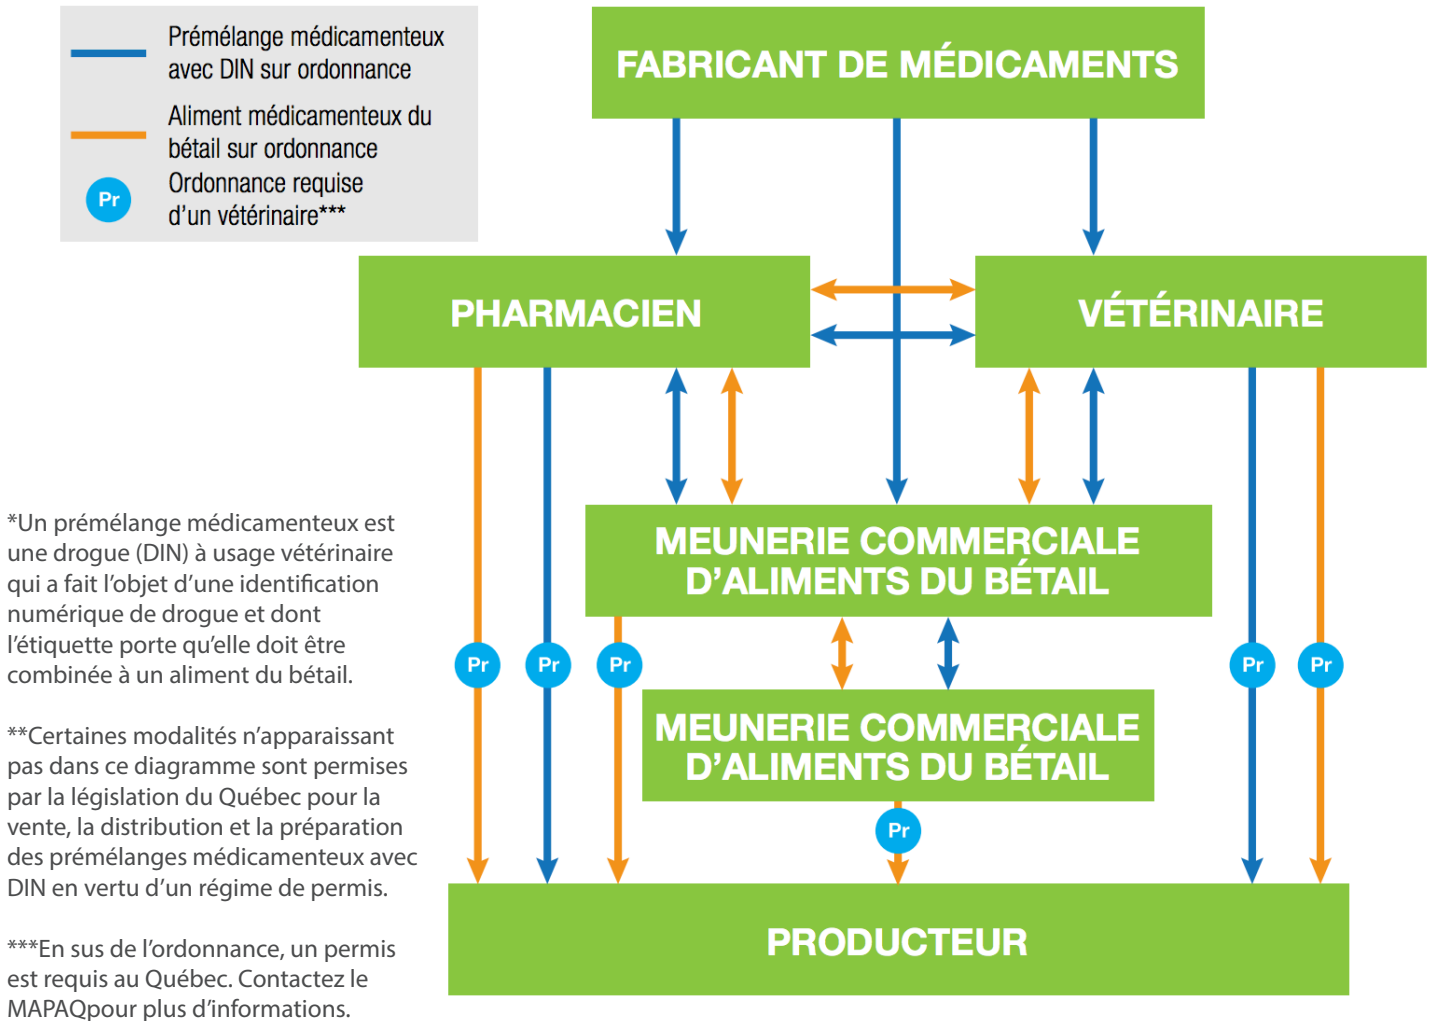 Prémélange médicamenteux
avec DIN sur ordonnance
Aliment médicamenteux du
bétail sur ordonnance
Pr
Ordonnance requise
d'un vétérinaire***
FABRICANT DE MÉDICAMENTS
PHARMACIEN
VÉTÉRINAIRE
MEUNERIE COMMERCIALE
D'ALIMENTS DU BÉTAIL
Pr
Pr
Pr
Pr
Pr
MEUNERIE COMMERCIALE
D'ALIMENTS DU BÉTAIL
Pr
PRODUCTEUR
*Un prémélange médicamenteux est
une drogue (DIN) à usage vétérinaire
qui a fait l'objet d'une identification
numérique de drogue et dont
l'étiquette porte qu'elle doit être
combinée à un aliment du bétail.
**Certaines modalités n'apparaissant
pas dans ce diagramme sont permises
par la législation du Québec pour la
vente, la distribution et la préparation
des prémélanges médicamenteux avec
DIN en vertu d'un régime de permis.
***En sus de l'ordonnance, un permis
est requis au Québec. Contactez le
MAPAQpour plus d'informations.